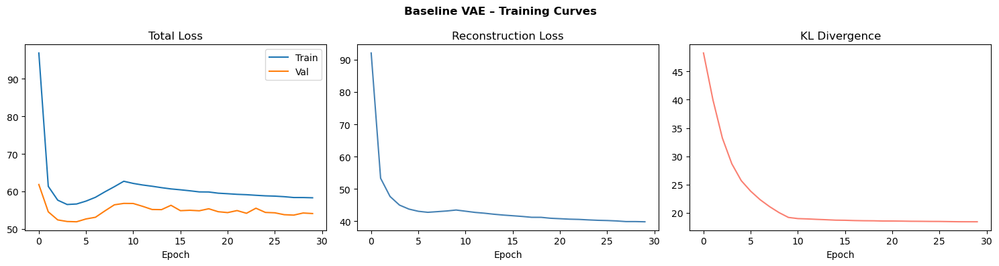 Baseline VAE – Training Curves
Total Loss
Train
Val
90
80
70
60
50
0 5 10 15 20 25 30
Epoch
Reconstruction Loss
90
80
70
60
50
40
0 5 10 15 20 25 30
Epoch
KL Divergence
45
40
35
30
25
20
0 5 10 15 20 25 30
Epoch